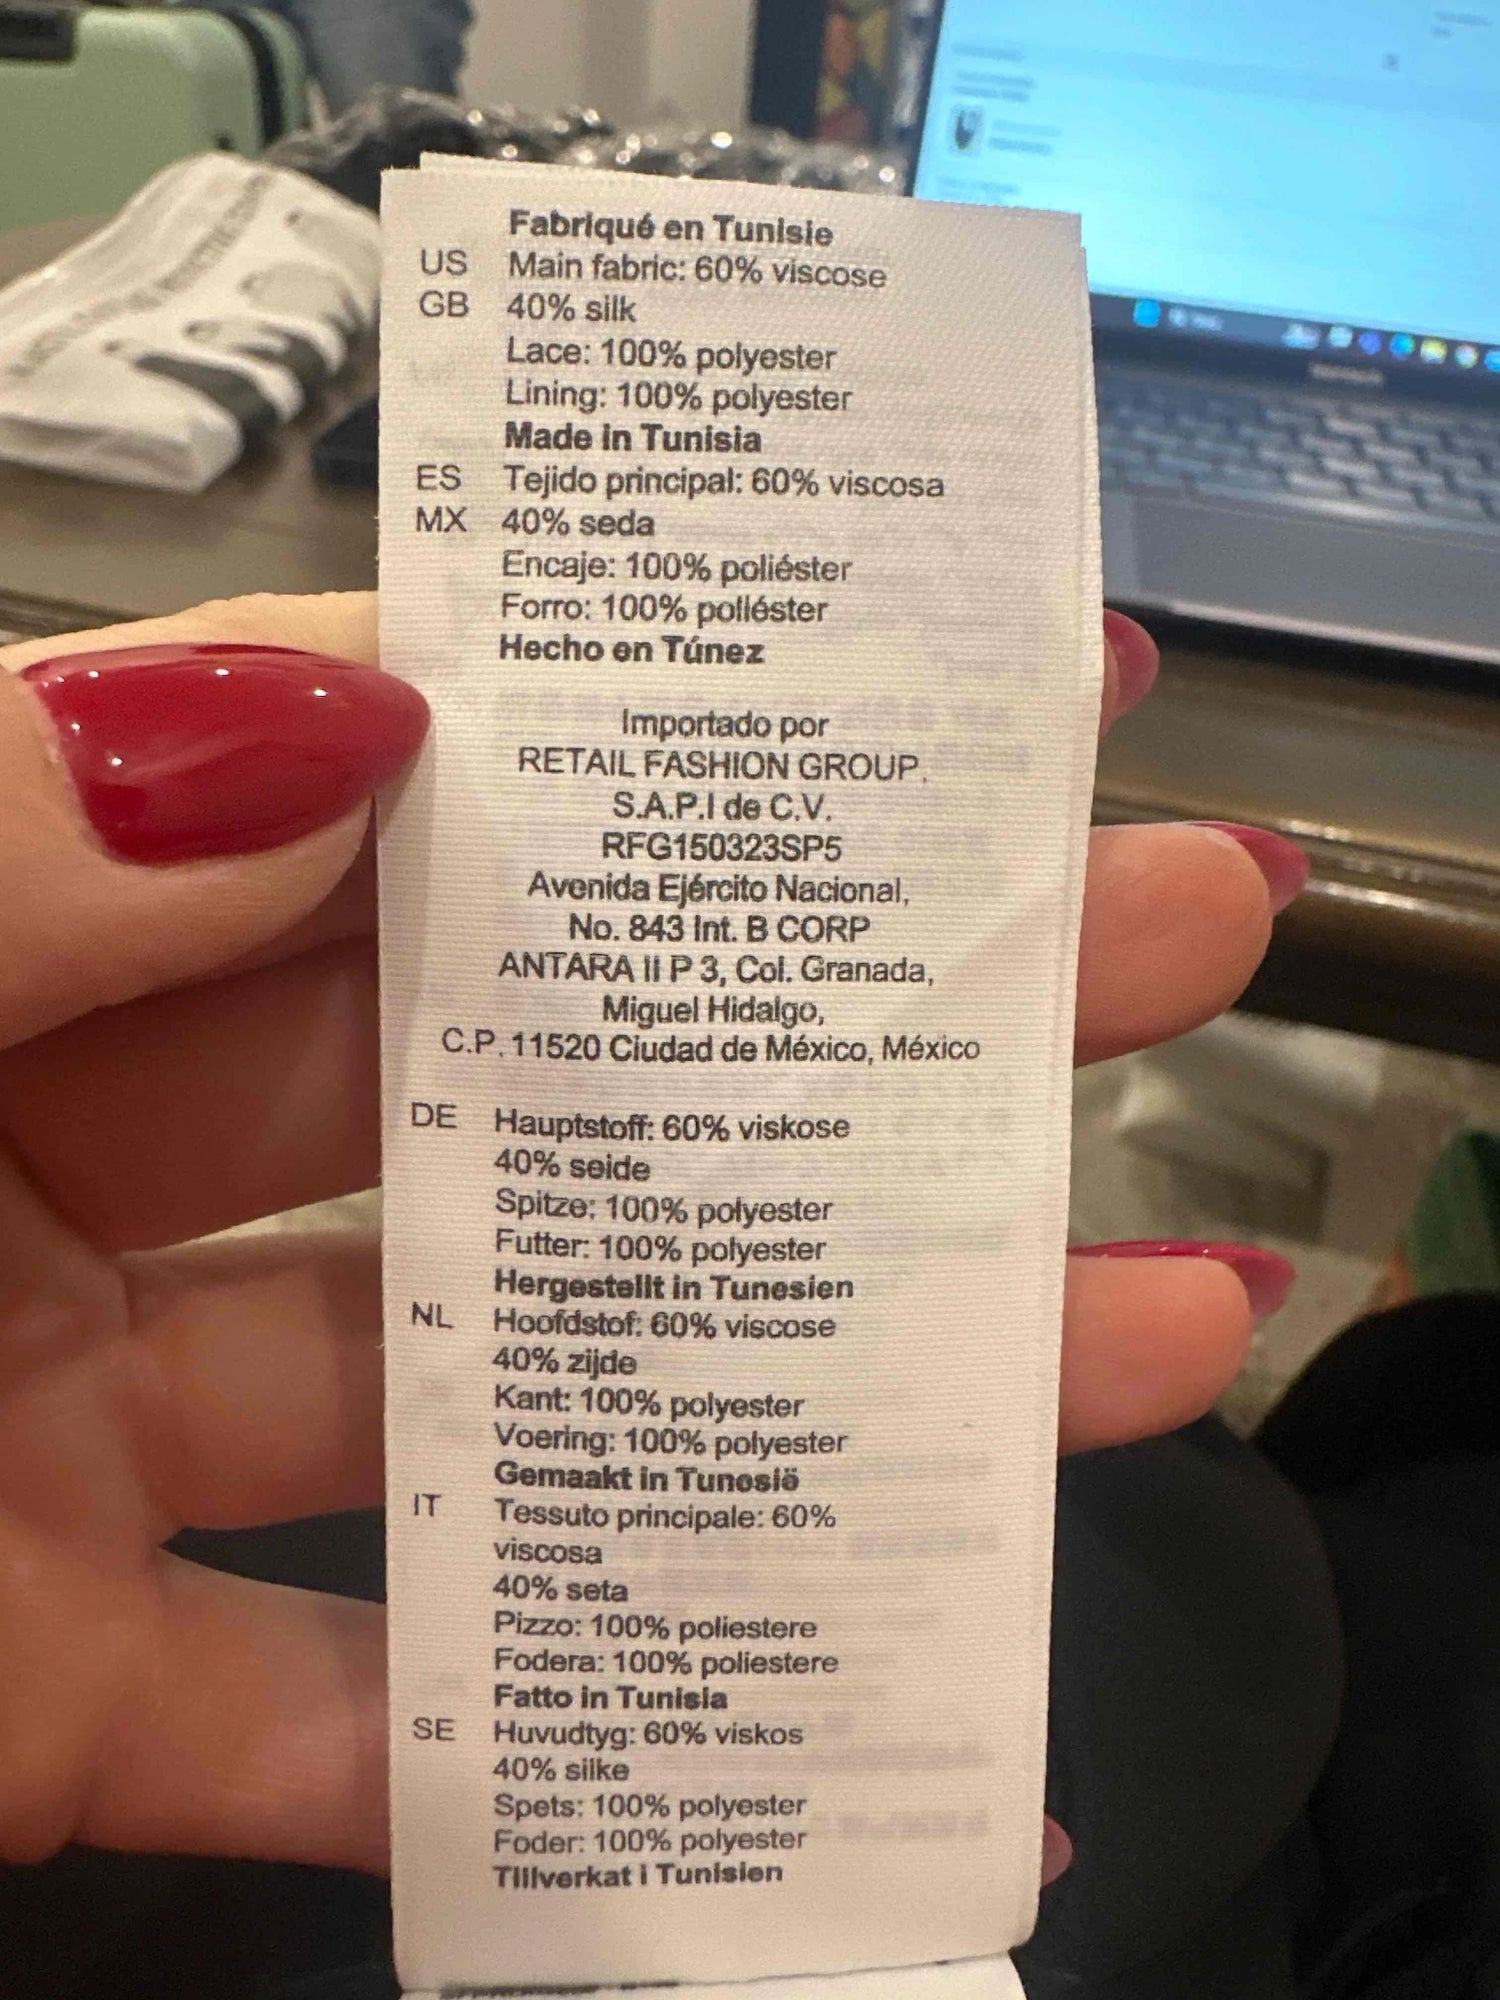 Fabriqué en Tunisie
US Main fabric: 60% viscose
GB 40% silk
Lace: 100% polyester
Lining: 100% polyester
Made in Tunisia
ES Tejido principal: 60% viscosa
MX 40% seda
Encaje: 100% poliéster
Forro: 100% poliéster
Hecho en Túnez
Importado por
RETAIL FASHION GROUP.
S.A.P.I de C.V.
RFG150323SP5
Avenida Ejército Nacional,
No. 843 Int. B CORP
ANTARA II P 3, Col. Granada,
Miguel Hidalgo,
C.P. 11520 Ciudad de México, México
DE Hauptstoff: 60% viskose
40% seide
Spitze: 100% polyester
Futter: 100% polyester
Hergestellt in Tunesien
NL Hoofdstof: 60% viscose
40% zijde
Kant: 100% polyester
Voering: 100% polyester
Gemaakt in Tunesië
IT Tessuto principale: 60%
viscosa
40% seta
Pizzo: 100% poliestere
Fodera: 100% poliestere
Fatto in Tunisia
SE Huvudtyg: 60% viskos
40% silke
Spets: 100% polyester
Foder: 100% polyester
Tillverkat i Tunisien